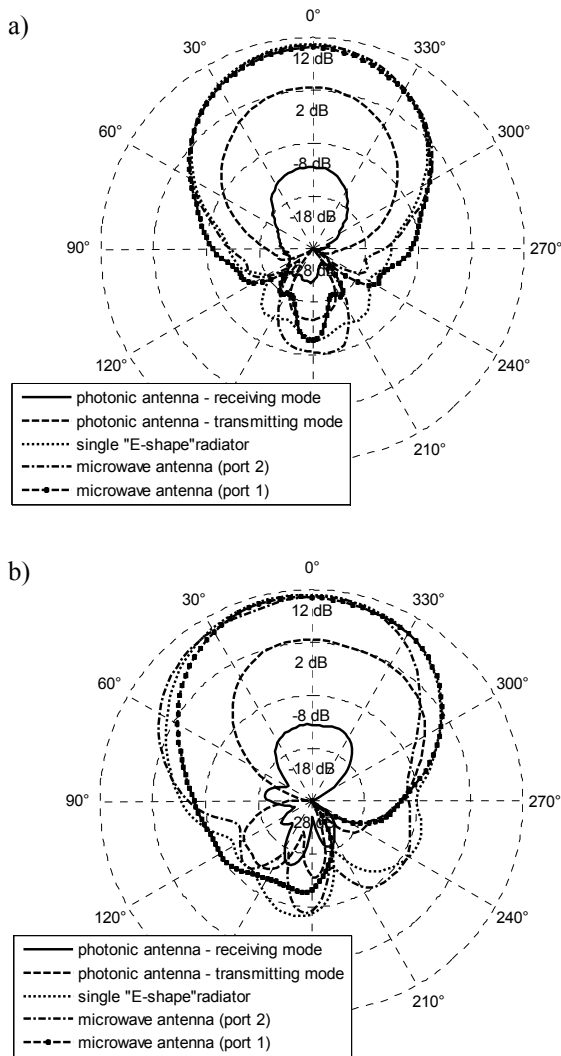 a)
0°
30°
330°
12 dB
60°
2 dB
300°
-8 dB
-18 dB
90°
270°
-28 dB
120°
240°
210°
photonic antenna - receiving mode
photonic antenna - transmitting mode
single "E-shape"radiator
microwave antenna (port 2)
microwave antenna (port 1)
b)
0°
30°
330°
12 dB
60°
2 dB
300°
-8 dB
-18 dB
90°
270°
-28 dB
120°
240°
210°
photonic antenna - receiving mode
photonic antenna - transmitting mode
single "E-shape"radiator
microwave antenna (port 2)
microwave antenna (port 1)